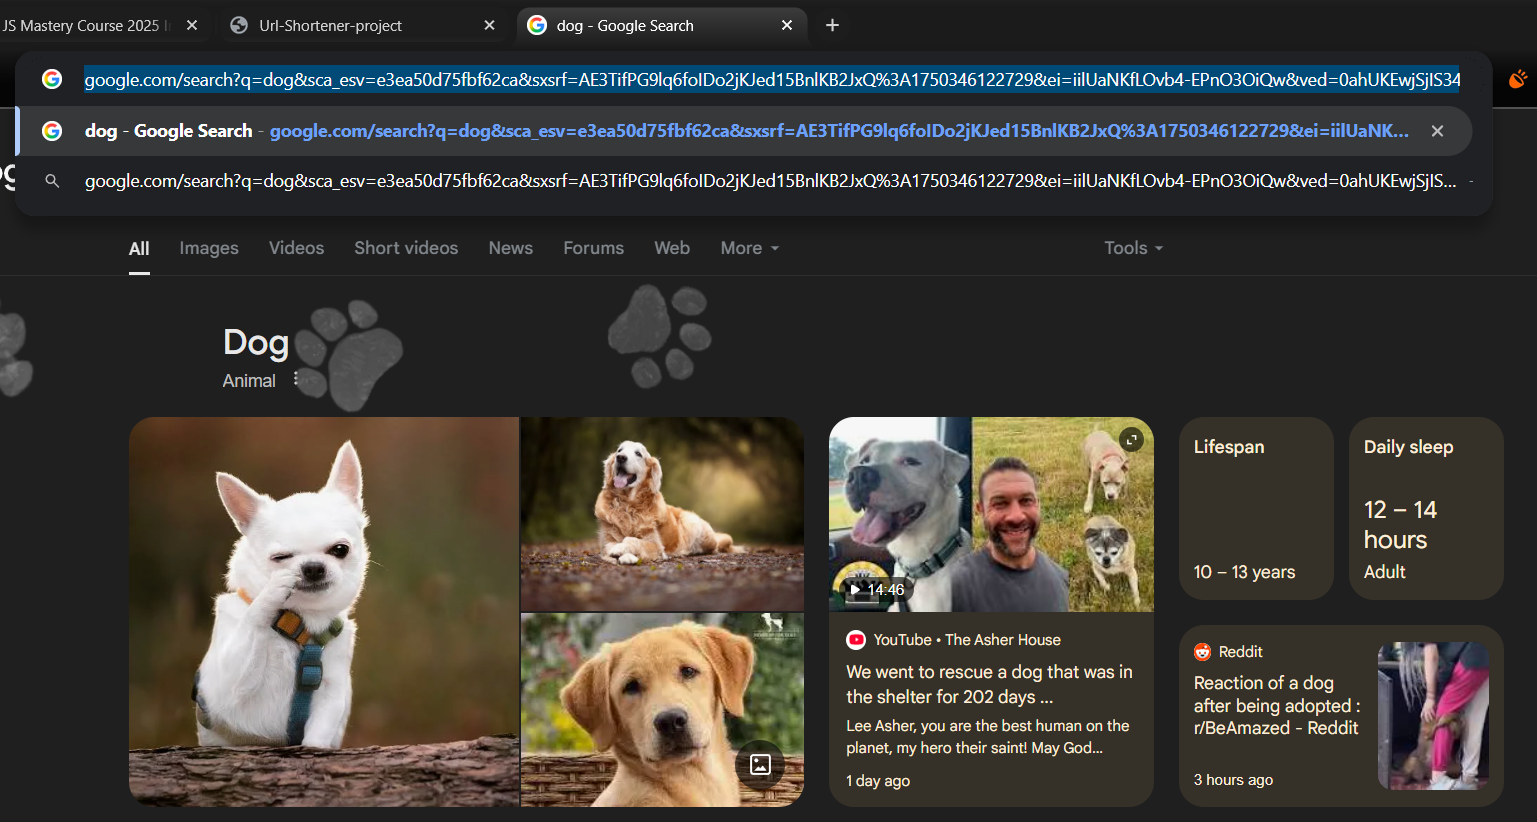 JS Mastery Course 2025
Url-Shortener-project
dog - Google Search
google.com/search?q=dog&sca_esv=e3ea50d75fbf62ca&sxsrf=AE3TifPG9lq6foIDo2jKJed15BnlKB2JxQ%3A1750346122729&ei=iilUaNKfLOvb4-EPnO3OiQw&ved=0ahUKEwjSjIS34
dog - Google Search - google.com/search?q=dog&sca_esv=e3ea50d75fbf62ca&sxsrf=AE3TifPG9lq6foIDo2jKJed15BnlKB2JxQ%3A1750346122729&ei=iilUaNK...
google.com/search?q=dog&sca_esv=e3ea50d75fbf62ca&sxsrf=AE3TifPG9lq6foIDo2jKJed15BnlKB2JxQ%3A1750346122729&ei=iilUaNKfLOvb4-EPnO3OiQw&ved=0ahUKEwjSjIS... -
All Images Videos Short videos News Forums Web More Tools
Dog
Animal
14:46
YouTube • The Asher House
We went to rescue a dog that was in
the shelter for 202 days ...
Lee Asher, you are the best human on the
planet, my hero their saint! May God...
1 day ago
Lifespan
10 – 13 years
Daily sleep
12 – 14
hours
Adult
Reddit
Reaction of a dog
after being adopted :
r/BeAmazed - Reddit
3 hours ago